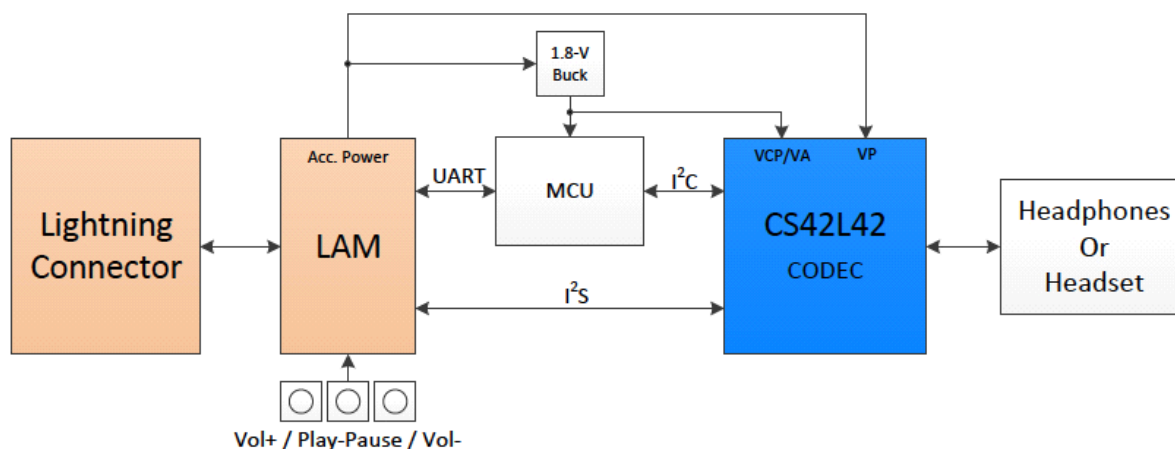 1.8-V
Buck
Acc. Power
VCP/VA
VP
UART
MCU
I²C
Lightning
Connector
LAM
CS42L42
CODEC
Headphones
Or
Headset
I²S
Vol+ / Play-Pause / Vol-